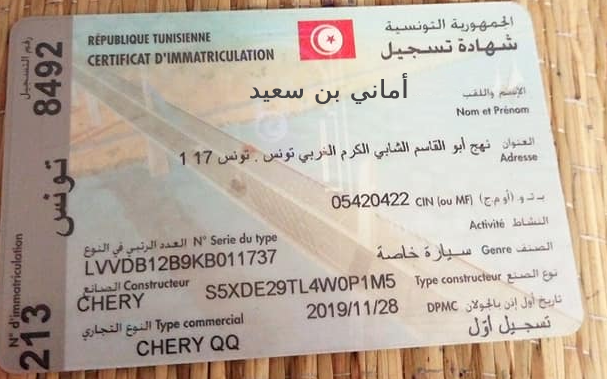 الجمهورية التونسية
RÉPUBLIQUE TUNISIENNE
شهادة تسجيل
CERTIFICAT D'IMMATRICULATION
أماني بن سعيد
الإسم واللقب
Nom et Prénom
العنوان نهج أبو القاسم الشابي الكرم الغربي تونس . تونس 17 1
Adresse
ب ت و (أو م ج) CIN (ou MF) 05420422
النشاط Activité
الصنف Genre سيارة خاصة
العدد الرتبي في النوع N° Serie du type
LVVDB12B9KB011737
نوع الصنع Type constructeur S5XDE29TL4W0P1M5
الصانع Constructeur
CHERY
تاريخ أول إذن بالجولان DPMC 2019/11/28
النوع التجاري Type commercial
CHERY QQ
تسجيل أوّل
رقم التسجيل
N° d'immatriculation
213 تونس 8492